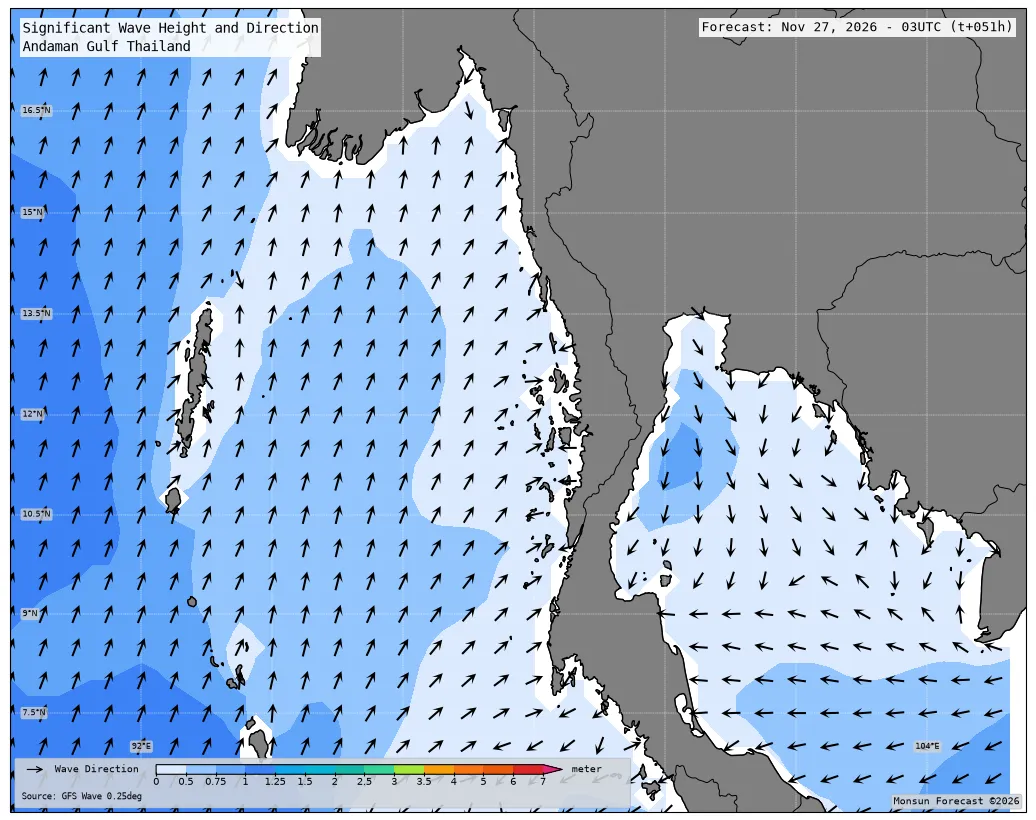 Significant Wave Height and Direction
Andaman Gulf Thailand
Forecast: Nov 27, 2026 - 03UTC (t+051h)
16.5°N
15°N
13.5°N
12°N
10.5°N
9°N
7.5°N
92°E
104°E
Wave Direction
0 0.5 0.75 1 1.25 1.5 2 2.5 3 3.5 4 5 6 7
meter
Source: GFS Wave 0.25deg
Monsun Forecast ©2026